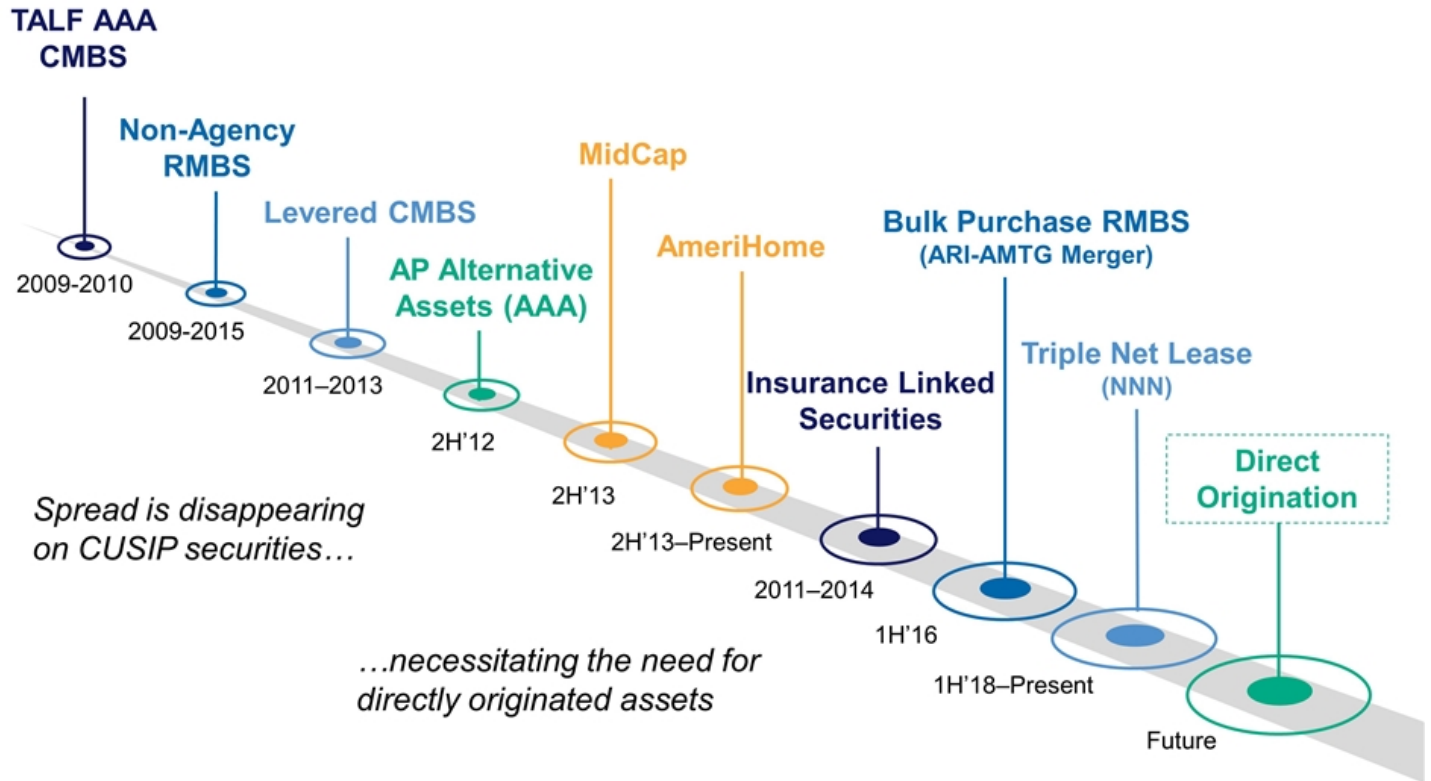 TALF AAA
CMBS
2009-2010
Non-Agency
RMBS
2009-2015
Levered CMBS
2011–2013
AP Alternative
Assets (AAA)
2H’12
MidCap
2H’13
AmeriHome
2H’13–Present
Insurance Linked
Securities
2011–2014
Bulk Purchase RMBS
(ARI-AMTG Merger)
1H’16
Triple Net Lease
(NNN)
1H’18–Present
Direct
Origination
Future
Spread is disappearing
on CUSIP securities…
…necessitating the need for
directly originated assets